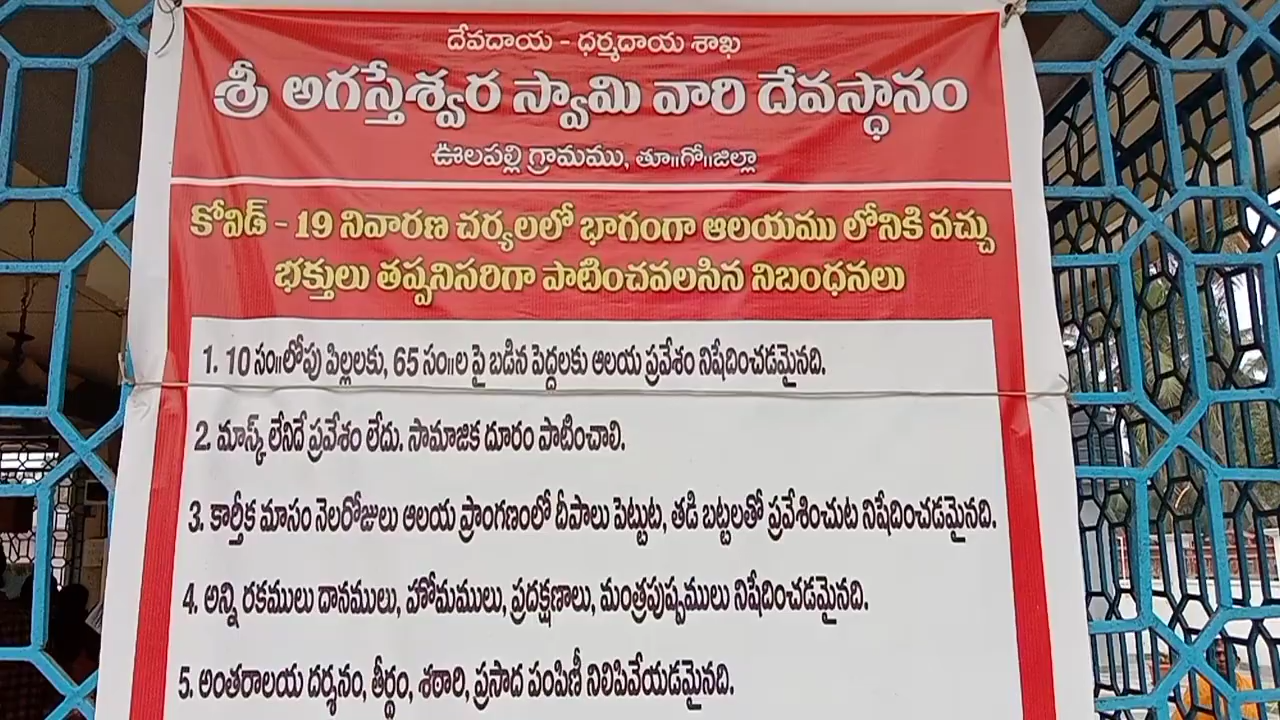 దేవదాయ - ధర్మదాయ శాఖ
శ్రీ అగస్తేశ్వర స్వామి వారి దేవస్థానం
ఊలపల్లి గ్రామము, తూ॥గో॥జిల్లా
కోవిడ్ - 19 నివారణ చర్యలలో భాగంగా ఆలయము లోనికి వచ్చు
భక్తులు తప్పనిసరిగా పాటించవలసిన నిబంధనలు
1. 10 సం॥లోపు పిల్లలకు, 65 సం॥ల పై బడిన పెద్దలకు ఆలయ ప్రవేశం నిషేదించడమైనది.
2. మాస్క్ లేనిదే ప్రవేశం లేదు. సామాజిక దూరం పాటించాలి.
3. కార్తీక మాసం నెలరోజులు ఆలయ ప్రాంగణంలో దీపాలు పెట్టుట, తడి బట్టలతో ప్రవేశించుట నిషేదించడమైనది.
4. అన్ని రకములు దానములు, హోమములు, ప్రదక్షణాలు, మంత్రపుష్పములు నిషేదించడమైనది.
5. అంతరాలయ దర్శనం, తీర్థం, శఠారి, ప్రసాద పంపిణీ నిలిపివేయడమైనది.